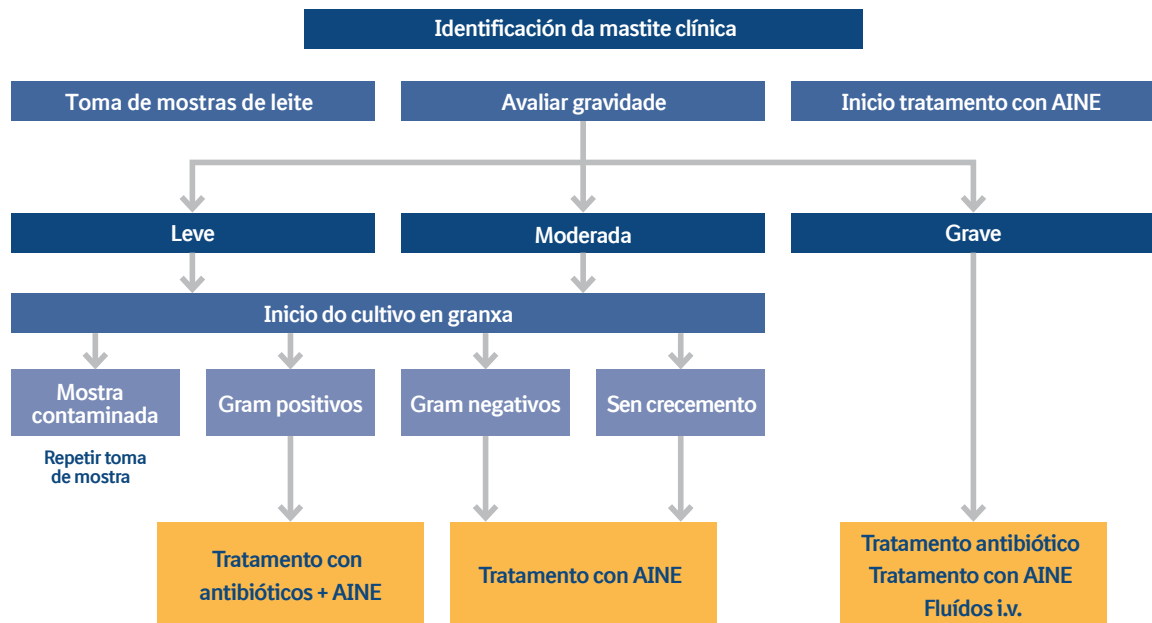 Identificación da mastite clínica
Toma de mostras de leite
Avaliar gravidade
Inicio tratamento con AINE
Leve
Moderada
Grave
Inicio do cultivo en granxa
Mostra
contaminada
Gram positivos
Gram negativos
Sen crecemento
Repetir toma
de mostra
Tratamento con
antibióticos + AINE
Tratamento con AINE
Tratamento antibiótico
Tratamento con AINE
Fluídos i.v.